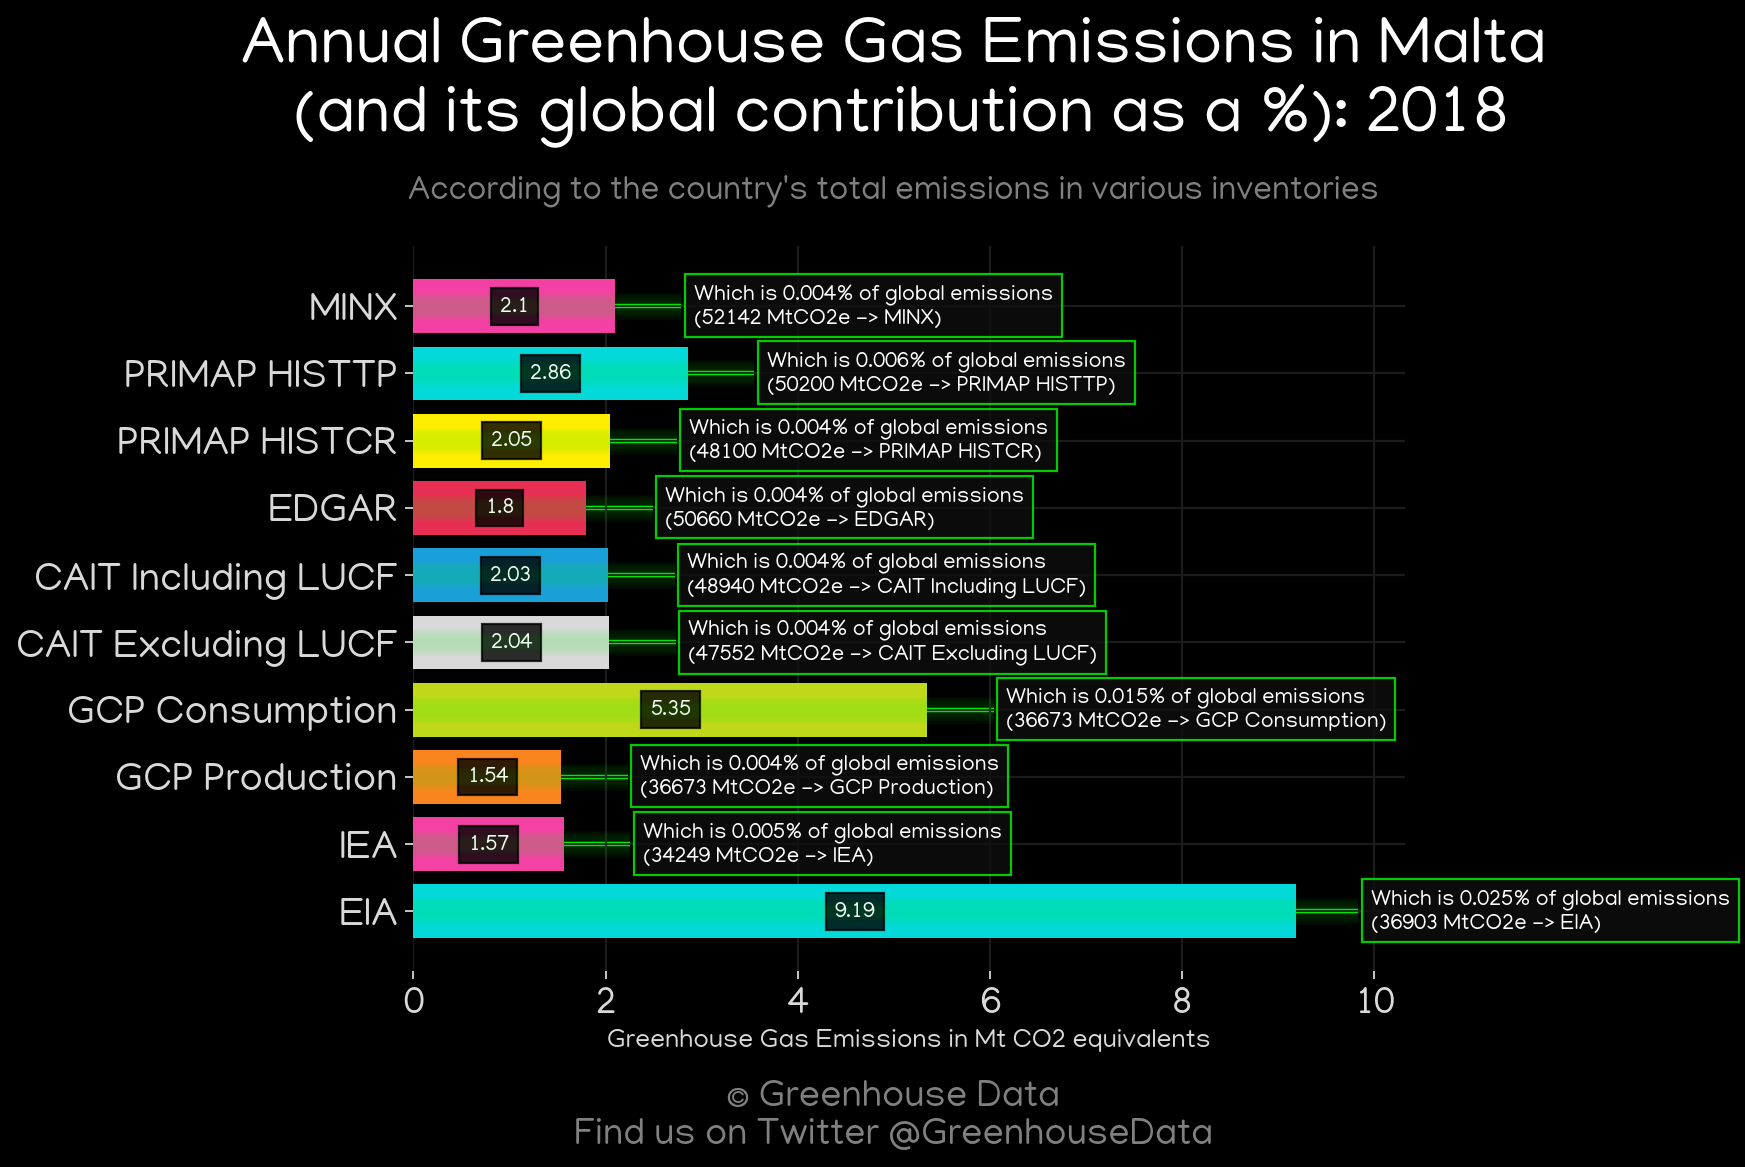 Annual Greenhouse Gas Emissions in Malta
(and its global contribution as a %): 2018
According to the country's total emissions in various inventories
MINX
2.1
Which is 0.004% of global emissions
(52142 MtCO2e -> MINX)
PRIMAP HISTTP
2.86
Which is 0.006% of global emissions
(50200 MtCO2e -> PRIMAP HISTTP)
PRIMAP HISTCR
2.05
Which is 0.004% of global emissions
(48100 MtCO2e -> PRIMAP HISTCR)
EDGAR
1.8
Which is 0.004% of global emissions
(50660 MtCO2e -> EDGAR)
CAIT Including LUCF
2.03
Which is 0.004% of global emissions
(48940 MtCO2e -> CAIT Including LUCF)
CAIT Excluding LUCF
2.04
Which is 0.004% of global emissions
(47552 MtCO2e -> CAIT Excluding LUCF)
GCP Consumption
5.35
Which is 0.015% of global emissions
(36673 MtCO2e -> GCP Consumption)
GCP Production
1.54
Which is 0.004% of global emissions
(36673 MtCO2e -> GCP Production)
IEA
1.57
Which is 0.005% of global emissions
(34249 MtCO2e -> IEA)
EIA
9.19
Which is 0.025% of global emissions
(36903 MtCO2e -> EIA)
0 2 4 6 8 10
Greenhouse Gas Emissions in Mt CO2 equivalents
© Greenhouse Data
Find us on Twitter @GreenhouseData